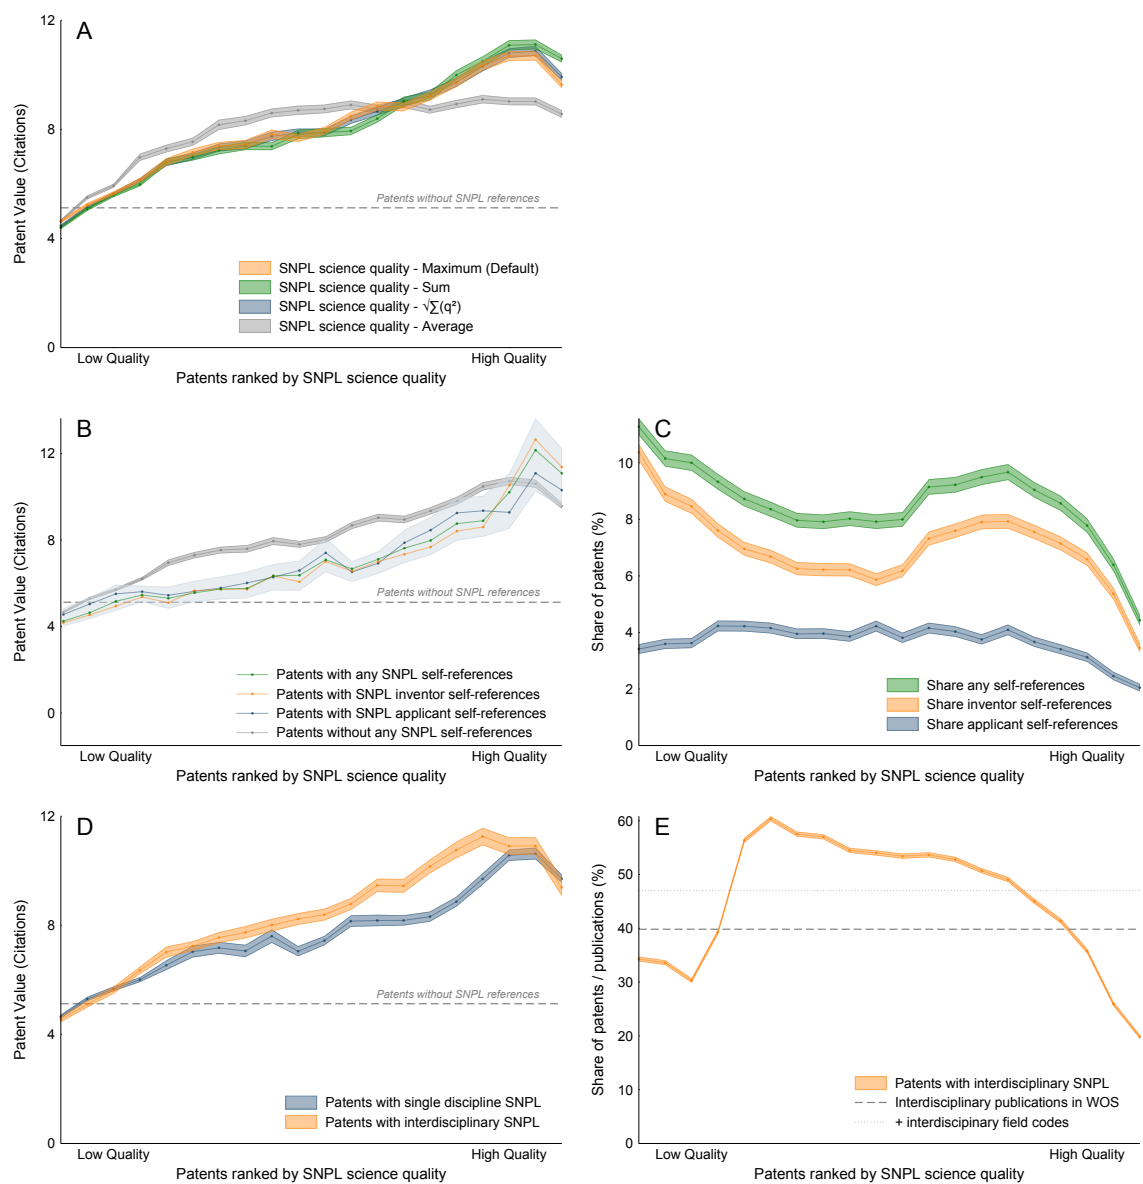 A
12
8
4
0
Patent Value (Citations)
Patents without SNPL references
SNPL science quality - Maximum (Default)
SNPL science quality - Sum
SNPL science quality - √∑(q²)
SNPL science quality - Average
Low Quality
High Quality
Patents ranked by SNPL science quality
B
12
8
4
0
Patent Value (Citations)
Patents without SNPL references
Patents with any SNPL self-references
Patents with SNPL inventor self-references
Patents with SNPL applicant self-references
Patents without any SNPL self-references
Low Quality
High Quality
Patents ranked by SNPL science quality
C
10
8
6
4
2
0
Share of patents (%)
Share any self-references
Share inventor self-references
Share applicant self-references
Low Quality
High Quality
Patents ranked by SNPL science quality
D
12
8
4
0
Patent Value (Citations)
Patents without SNPL references
Patents with single discipline SNPL
Patents with interdisciplinary SNPL
Low Quality
High Quality
Patents ranked by SNPL science quality
E
60
50
40
30
20
10
0
Share of patents / publications (%)
Patents with interdisciplinary SNPL
Interdisciplinary publications in WOS
+ interdiscipinary field codes
Low Quality
High Quality
Patents ranked by SNPL science quality